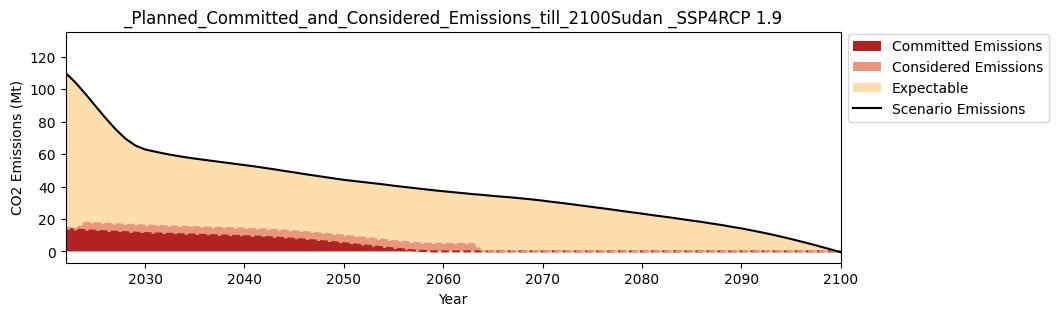 _Planned_Committed_and_Considered_Emissions_till_2100Sudan _SSP4RCP 1.9
120
100
80
60
40
20
0
CO2 Emissions (Mt)
2030 2040 2050 2060 2070 2080 2090 2100
Year
Committed Emissions
Considered Emissions
Expectable
Scenario Emissions